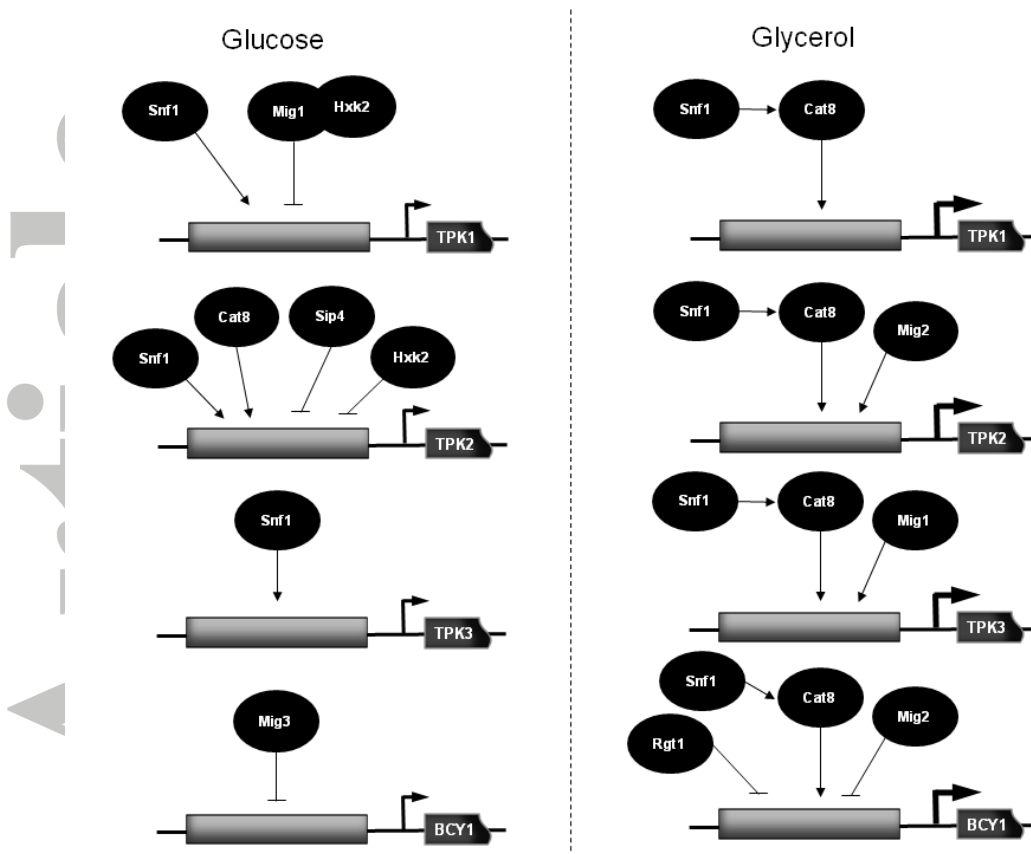 Glucose
Snf1
Mig1
Hxk2
TPK1
Snf1
Cat8
Sip4
Hxk2
TPK2
Snf1
TPK3
Mig3
BCY1
Glycerol
Snf1
Cat8
TPK1
Snf1
Cat8
Mig2
TPK2
Snf1
Cat8
Mig1
TPK3
Snf1
Cat8
Mig2
Rgt1
BCY1